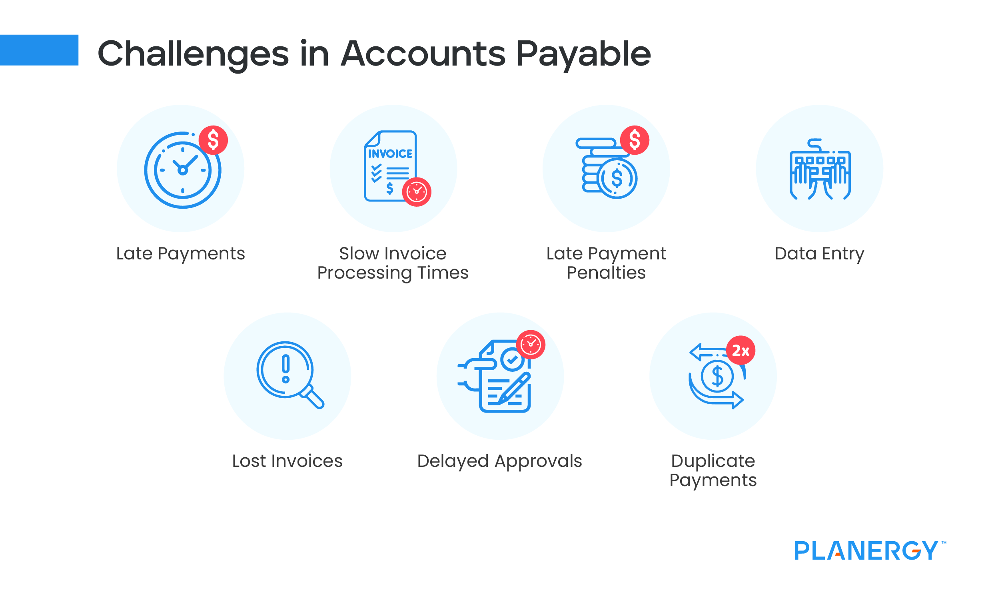 Challenges in Accounts Payable
$
INVOICE
$
$
$
Late Payments
Slow Invoice
Processing Times
Late Payment
Penalties
Data Entry
!
2x
$
Lost Invoices
Delayed Approvals
Duplicate
Payments
PLANERGY™